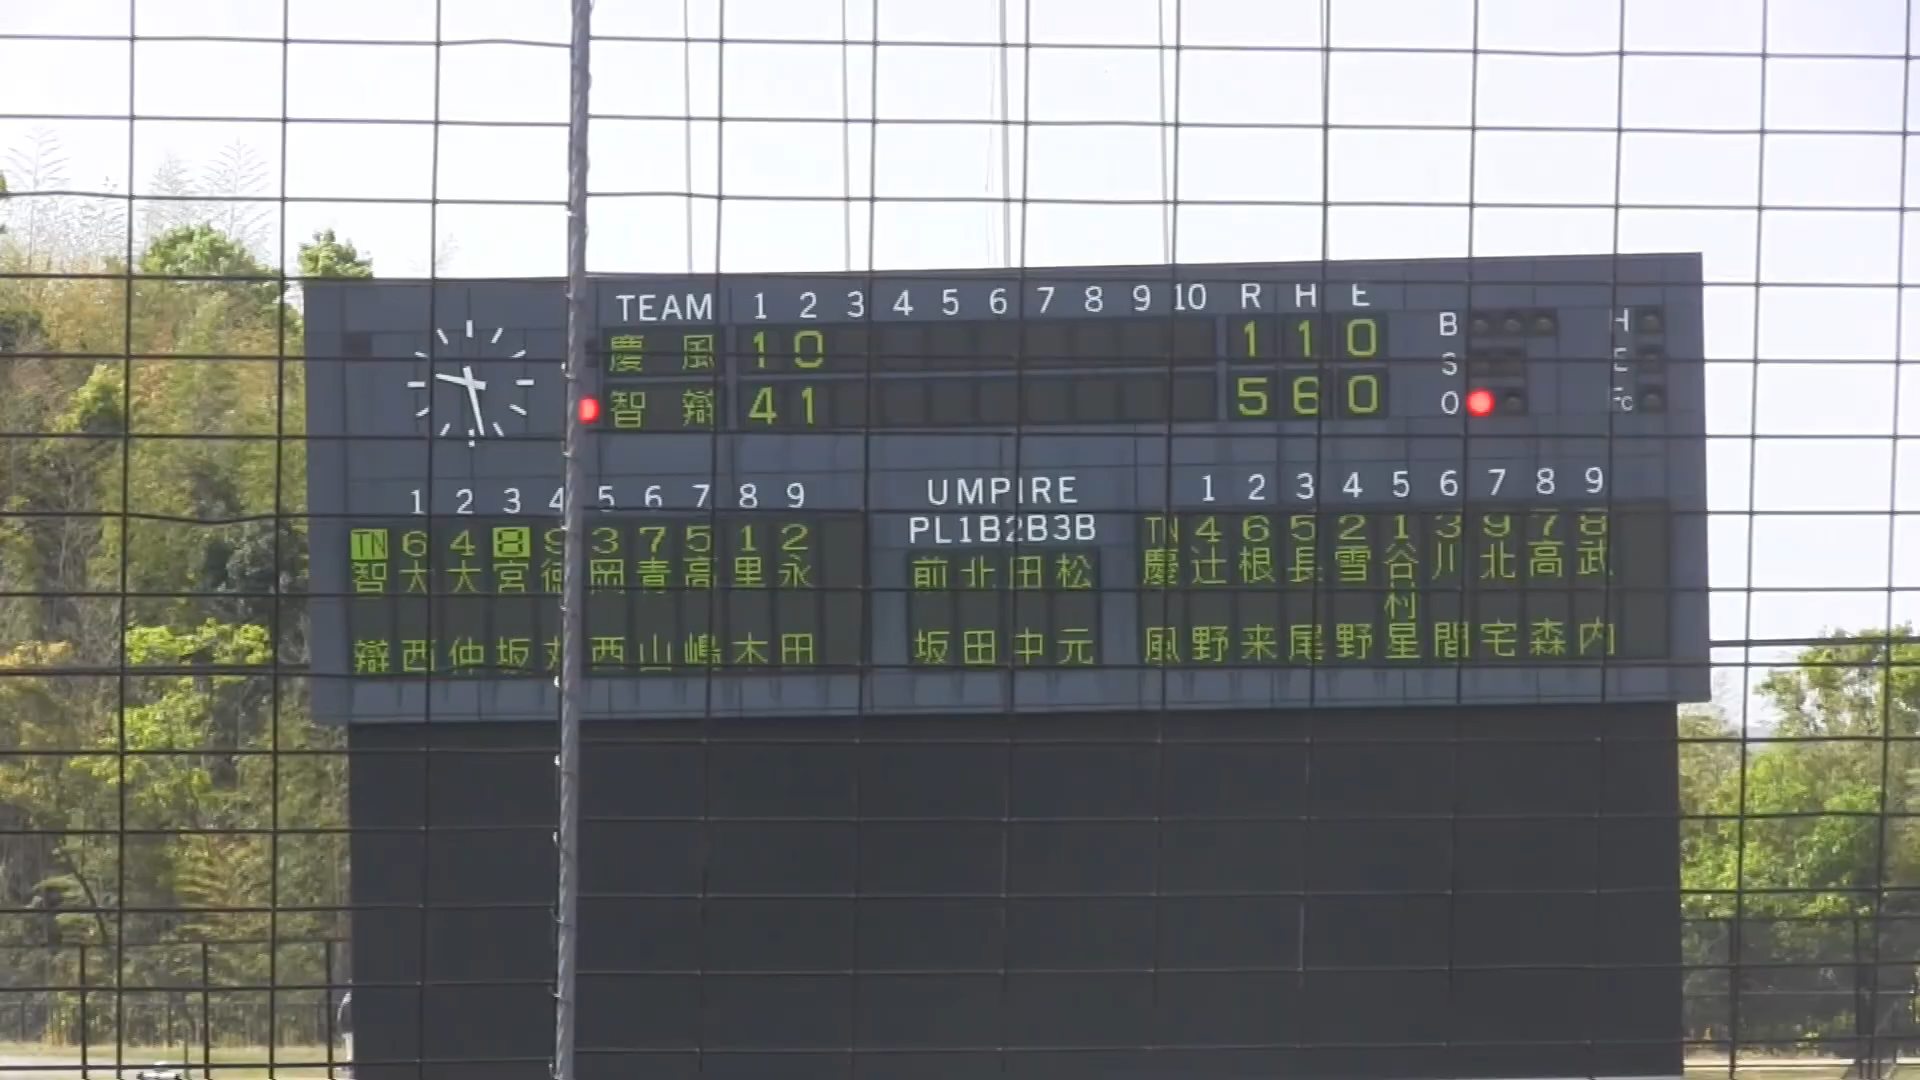 TEAM 1 2 3 4 5 6 7 8 9 10 R H E
慶風 1 0 1 1 0
智辯 4 1 5 6 0
B
S
O
H
E
Fc
1 2 3 4 5 6 7 8 9
TN 6 4 8 9 3 7 5 1 2
智辯 大西 大仲 宮坂 岡西 青山 高嶋 里木 永田
UMPIRE
PL 1B 2B 3B
前坂 北田 田中 松元
1 2 3 4 5 6 7 8 9
TN 4 6 5 2 1 3 9 7 8
慶風 辻野 根来 長尾 雪野 谷村星 川間 北宅 高森 武内